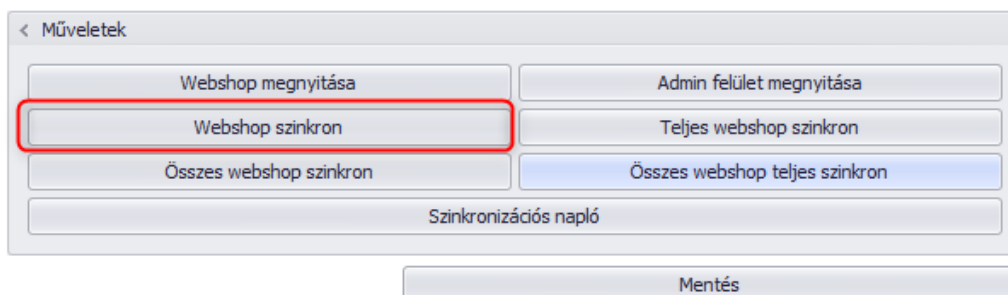 Műveletek
Webshop megnyitása
Admin felület megnyitása
Webshop szinkron
Teljes webshop szinkron
Összes webshop szinkron
Összes webshop teljes szinkron
Szinkronizációs napló
Mentés